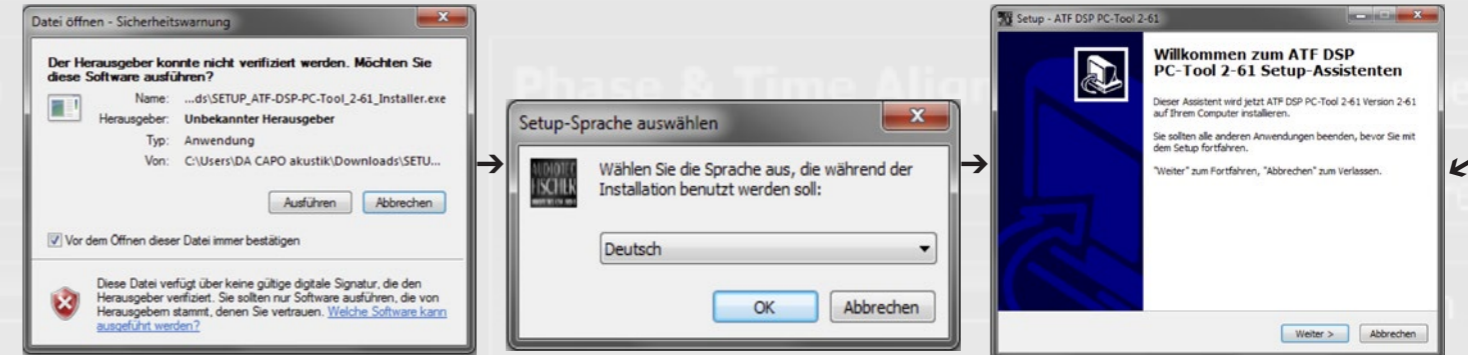 Datei öffnen - Sicherheitswarnung
Der Herausgeber konnte nicht verifiziert werden. Möchten Sie
diese Software ausführen?
Name: ...ds\SETUP_ATF-DSP-PC-Tool_2-61_Installer.exe
Herausgeber: Unbekannter Herausgeber
Typ: Anwendung
Von: C:\Users\DA CAPO akustik\Downloads\SETU...
Ausführen Abbrechen
Vor dem Öffnen dieser Datei immer bestätigen
Diese Datei verfügt über keine gültige digitale Signatur, die den
Herausgeber verifiziert. Sie sollten nur Software ausführen, die von
Herausgebern stammt, denen Sie vertrauen. Welche Software kann
ausgeführt werden?
Phase & Time Alig
Setup-Sprache auswählen
AUDIOTEC
FISCHER
Wählen Sie die Sprache aus, die während der
Installation benutzt werden soll:
Deutsch
OK Abbrechen
Setup - ATF DSP PC-Tool 2-61
Willkommen zum ATF DSP
PC-Tool 2-61 Setup-Assistenten
Dieser Assistent wird jetzt ATF DSP PC-Tool 2-61 Version 2-61
auf Ihrem Computer installieren.
Sie sollten alle anderen Anwendungen beenden, bevor Sie mit
dem Setup fortfahren.
"Weiter" zum Fortfahren, "Abbrechen" zum Verlassen.
Weiter > Abbrechen